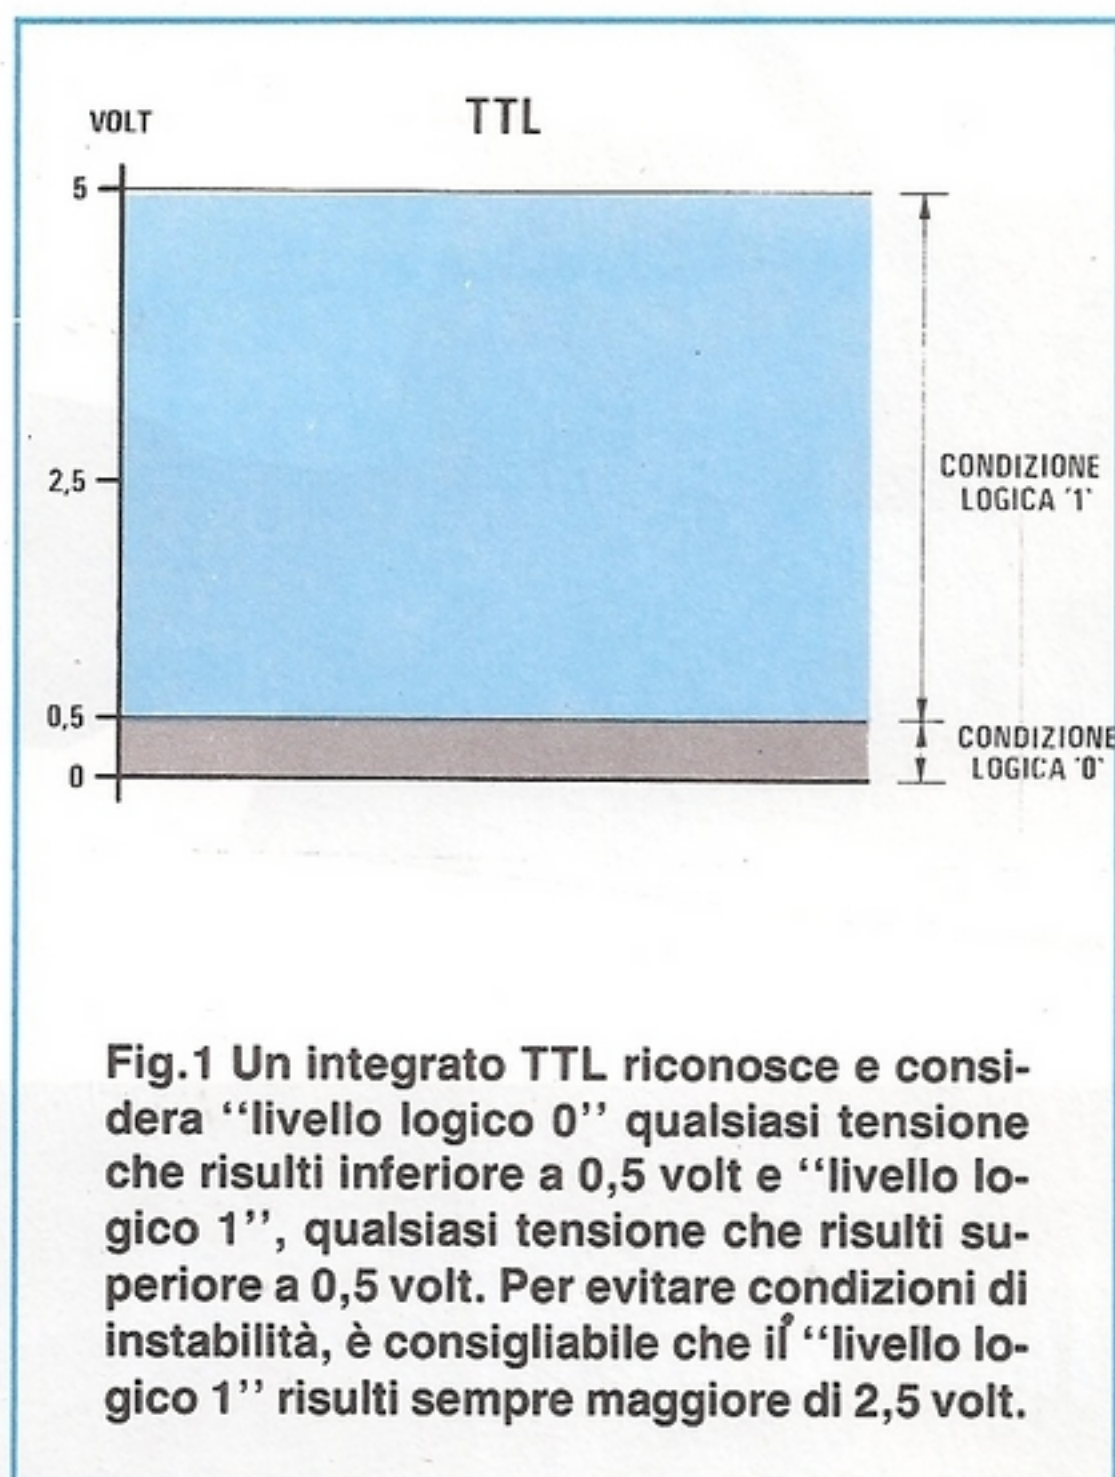 VOLT
TTL
5
2,5
CONDIZIONE
LOGICA '1'
0,5
CONDIZIONE
LOGICA '0'
0
Fig.1 Un integrato TTL riconosce e consi-
dera ‘‘livello logico 0’’ qualsiasi tensione
che risulti inferiore a 0,5 volt e ‘‘livello lo-
gico 1’’, qualsiasi tensione che risulti su-
periore a 0,5 volt. Per evitare condizioni di
instabilità, è consigliabile che il ‘‘livello lo-
gico 1’’ risulti sempre maggiore di 2,5 volt.